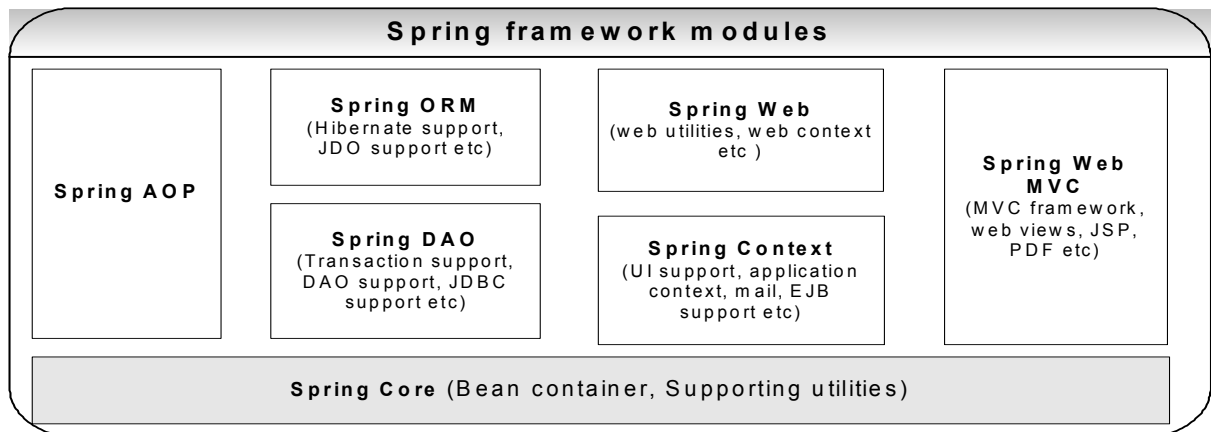 Spring framework modules
Spring AOP
Spring ORM
(Hibernate support,
JDO support etc)
Spring DAO
(Transaction support,
DAO support, JDBC
support etc)
Spring Web
(web utilities, web context
etc )
Spring Context
(UI support, application
context, mail, EJB
support etc)
Spring Web
MVC
(MVC framework,
web views, JSP,
PDF etc)
Spring Core (Bean container, Supporting utilities)